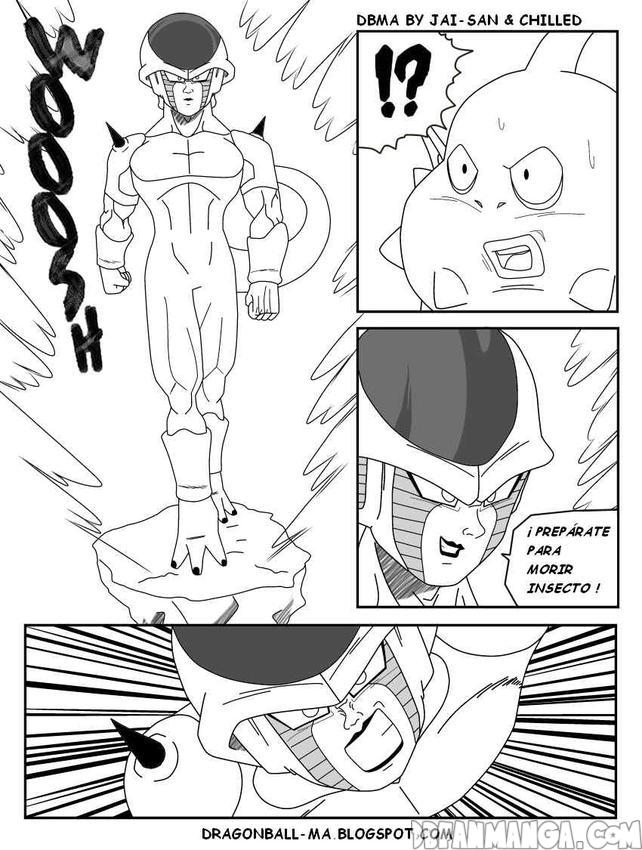 DBMA BY JAI-SAN & CHILLED
WOOOOSH
!?
¡PREPÁRATE
PARA
MORIR
INSECTO !
DRAGONBALL-MA.BLOGSPOT.COM
DBFANMANGA.COM